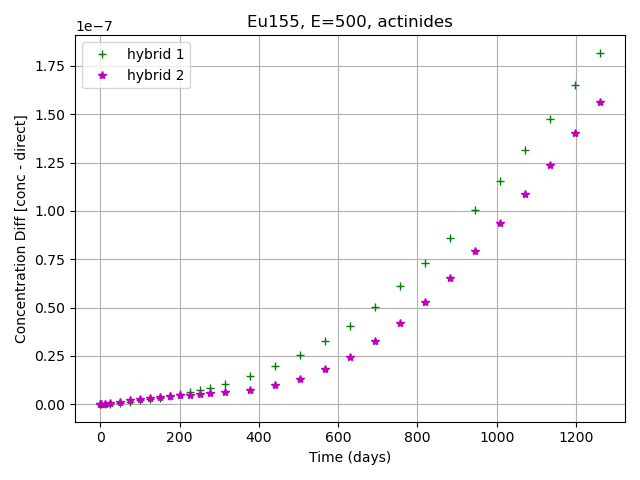 Eu155, E=500, actinides
1e−7
hybrid 1
hybrid 2
1.75
1.50
1.25
1.00
0.75
0.50
0.25
0.00
Concentration Diff [conc - direct]
0 200 400 600 800 1000 1200
Time (days)